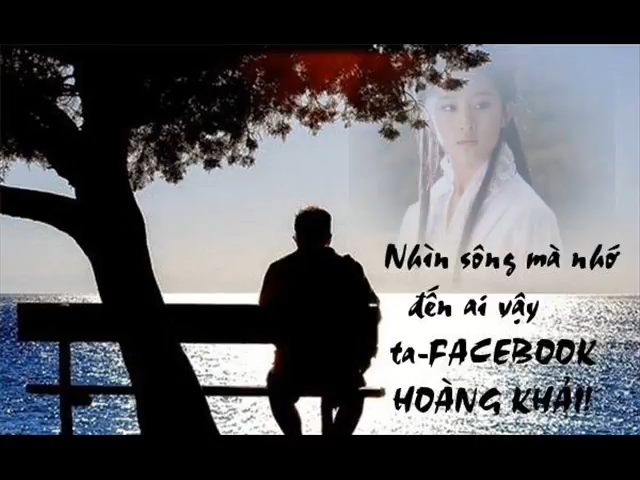 Nhìn sông mà nhớ
đến ai vậy
ta-FACEBOOK
HOÀNG KHẢI!!